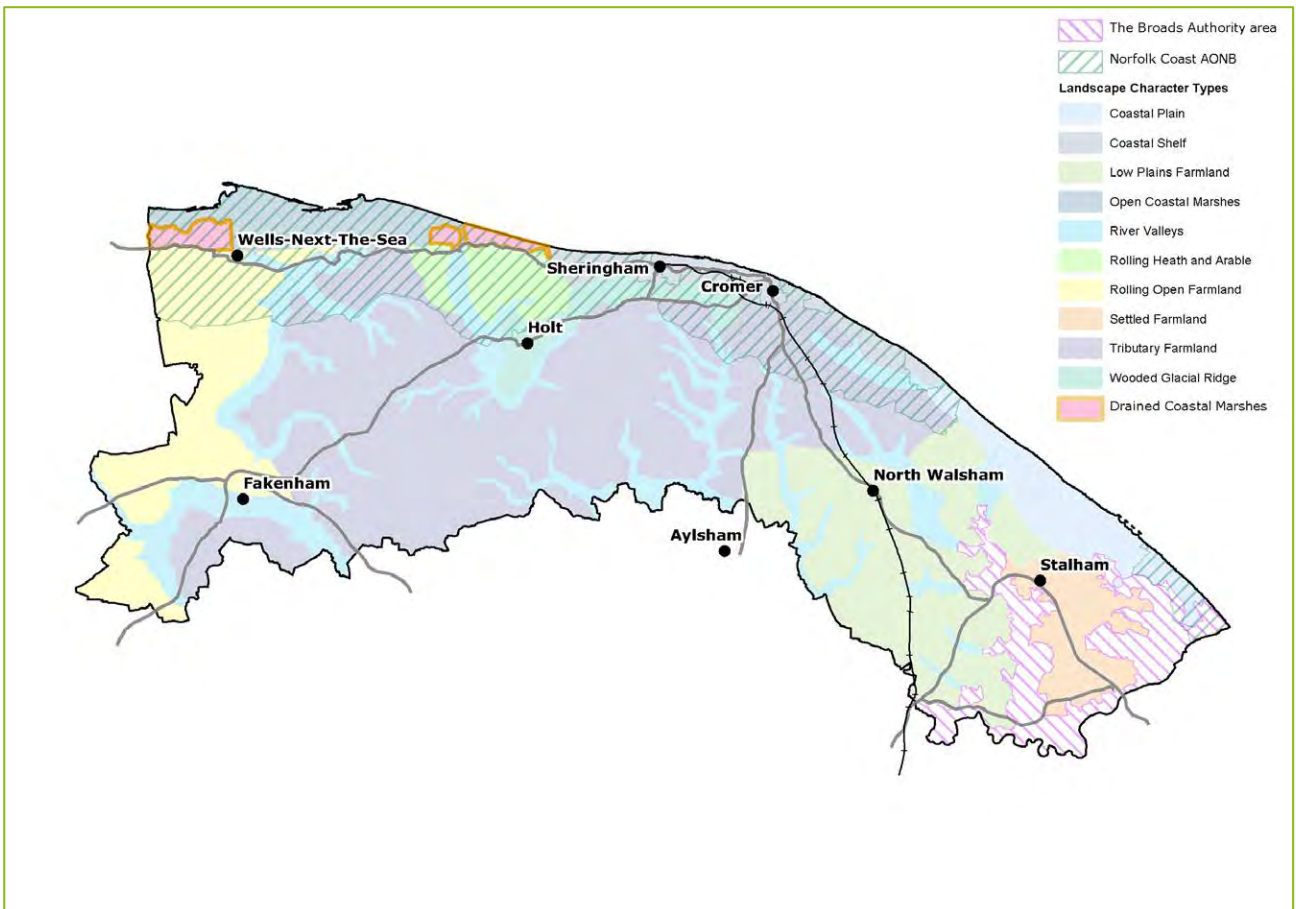 The Broads Authority area
Norfolk Coast AONB
Landscape Character Types
Coastal Plain
Coastal Shelf
Low Plains Farmland
Open Coastal Marshes
River Valleys
Rolling Heath and Arable
Rolling Open Farmland
Settled Farmland
Tributary Farmland
Wooded Glacial Ridge
Drained Coastal Marshes
Wells-Next-The-Sea
Sheringham
Cromer
Holt
Fakenham
North Walsham
Aylsham
Stalham